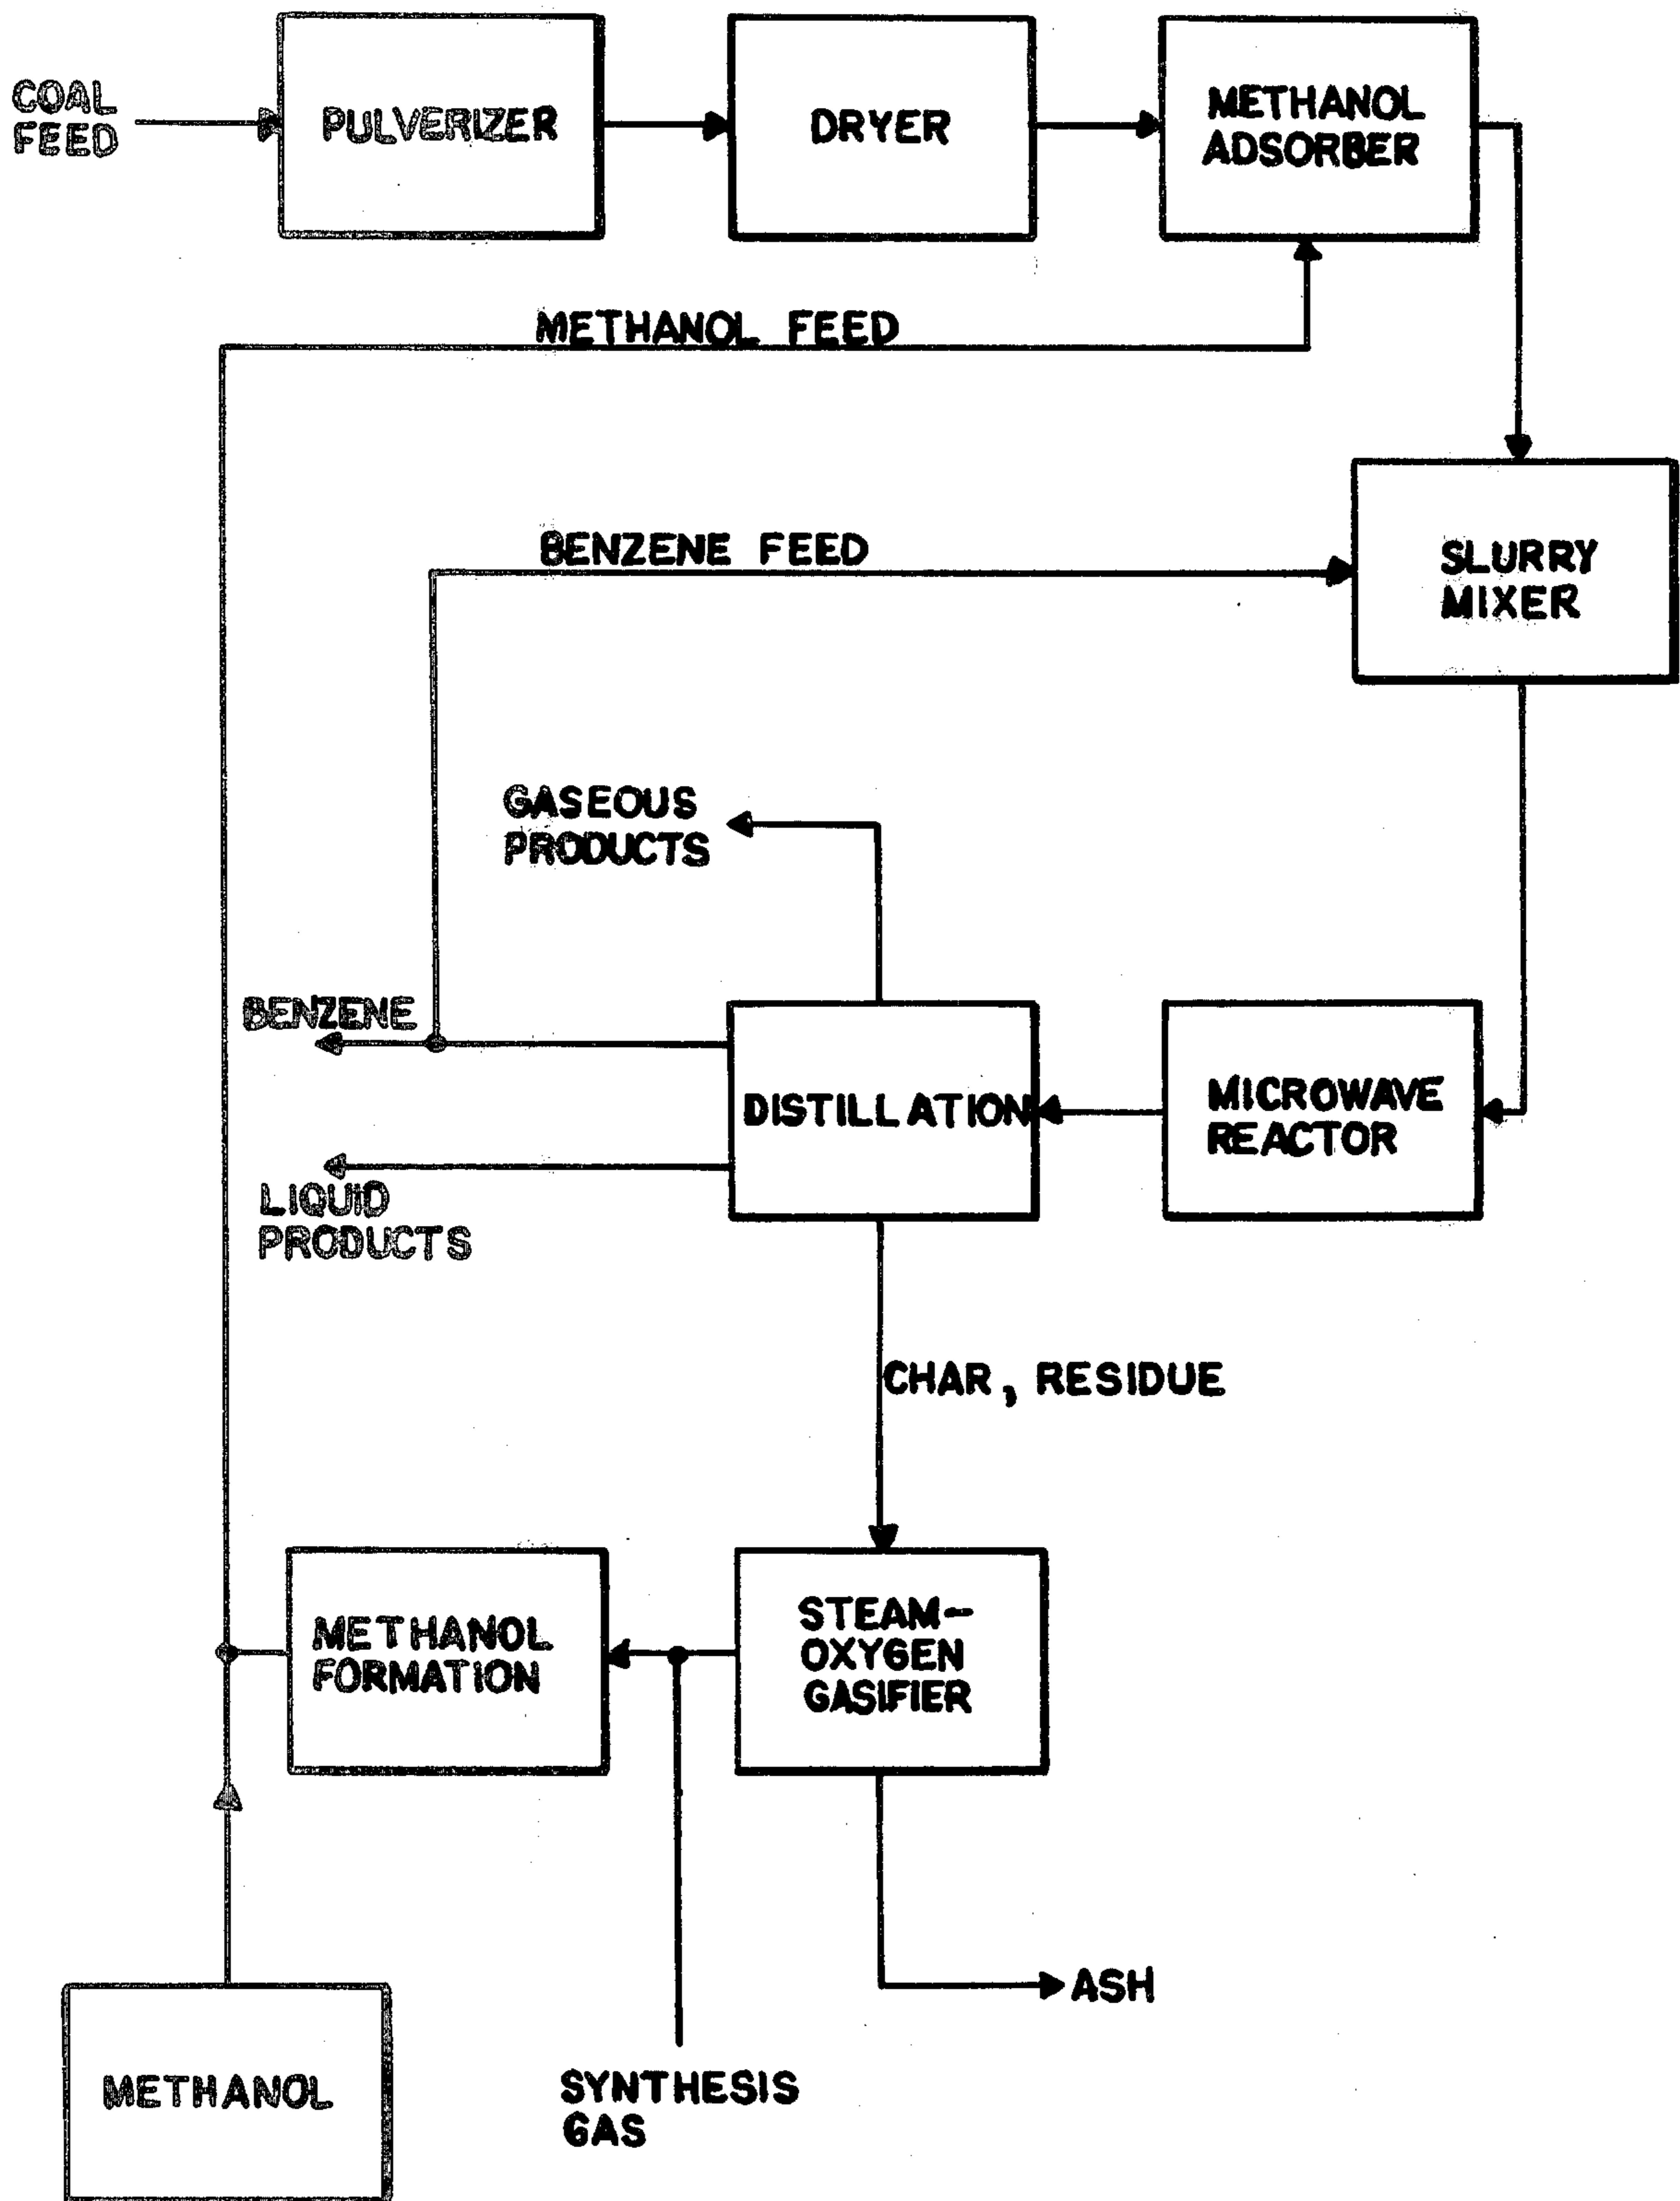 COAL
FEED
PULVERIZER
DRYER
METHANOL
ADSORBER
METHANOL FEED
BENZENE FEED
SLURRY
MIXER
GASEOUS
PRODUCTS
BENZENE
DISTILLATION
MICROWAVE
REACTOR
LIQUID
PRODUCTS
CHAR, RESIDUE
METHANOL
FORMATION
STEAM-
OXYGEN
GASIFIER
ASH
METHANOL
SYNTHESIS
GAS